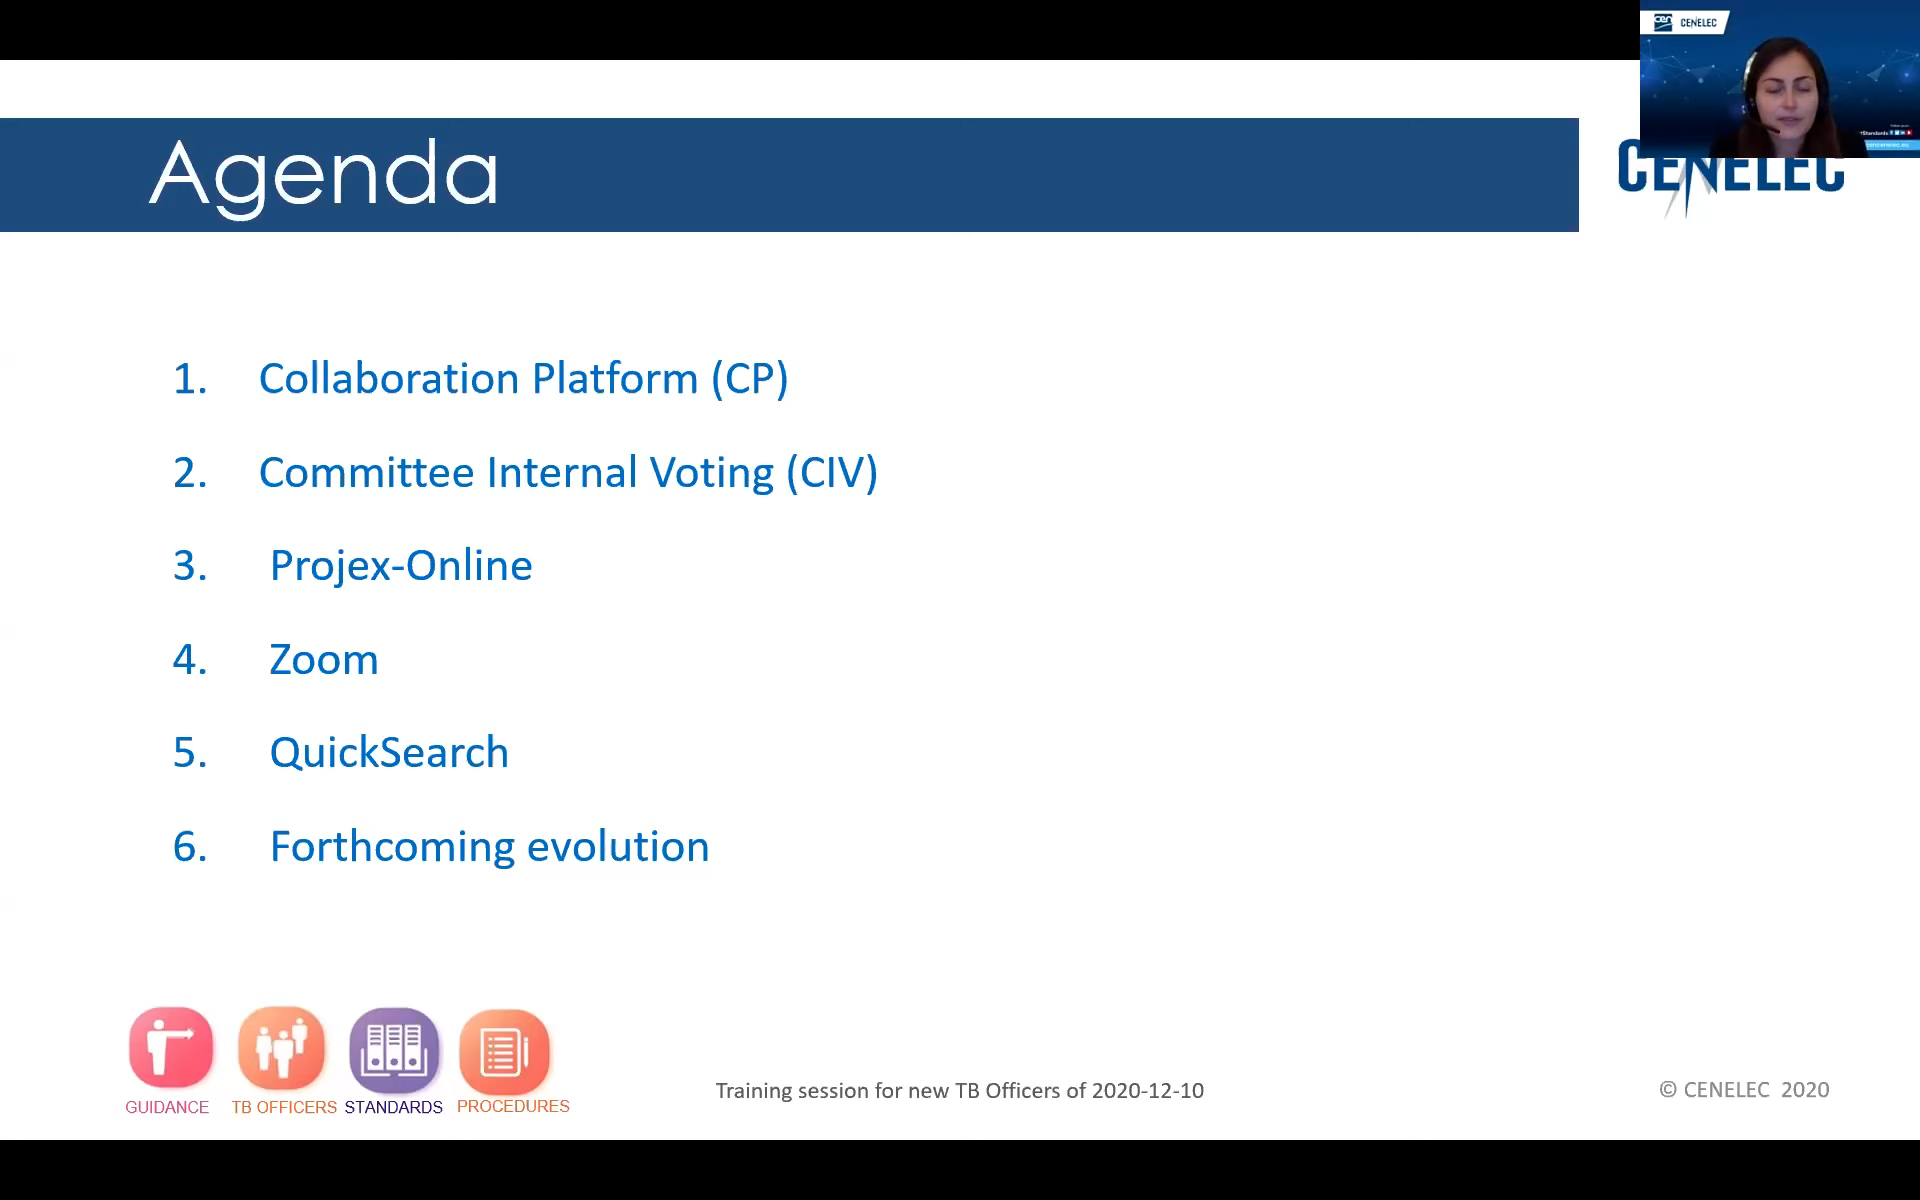 cen CENELEC
Agenda
CENELEC
1. Collaboration Platform (CP)
2. Committee Internal Voting (CIV)
3. Projex-Online
4. Zoom
5. QuickSearch
6. Forthcoming evolution
GUIDANCE TB OFFICERS STANDARDS PROCEDURES
Training session for new TB Officers of 2020-12-10
© CENELEC 2020